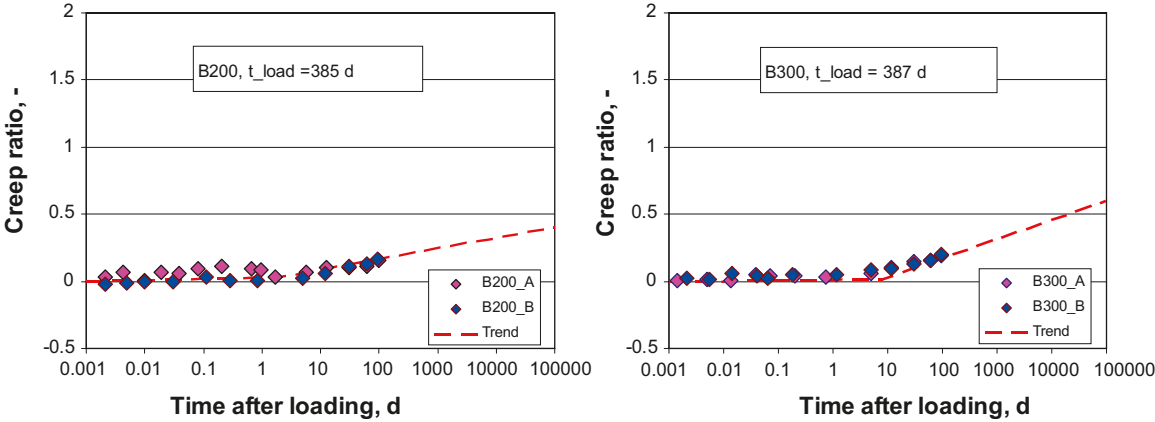 2
1.5
1
0.5
0
-0.5
Creep ratio, -
B200, t_load =385 d
B200_A
B200_B
Trend
0.001 0.01 0.1 1 10 100 1000 10000 100000
Time after loading, d
2
1.5
1
0.5
0
-0.5
Creep ratio, -
B300, t_load = 387 d
B300_A
B300_B
Trend
0.001 0.01 0.1 1 10 100 1000 10000 100000
Time after loading, d